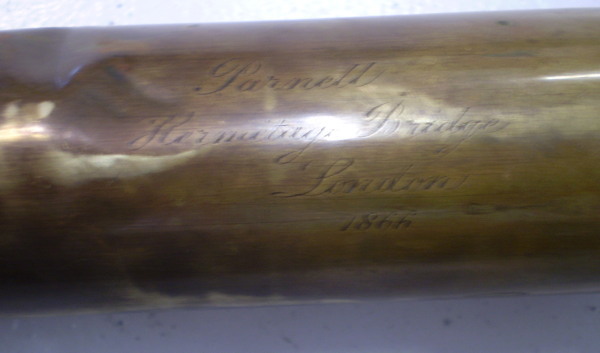 Parnell
Hermitage Bridge
London
1866